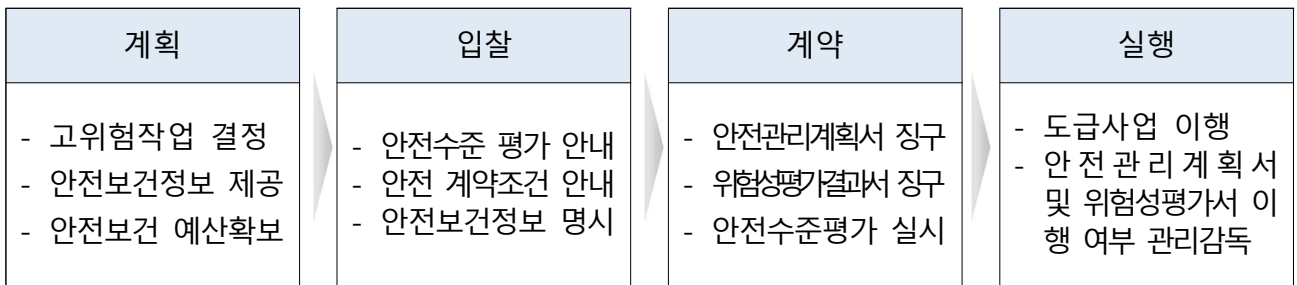 계획
- 고위험작업 결정
- 안전보건정보 제공
- 안전보건 예산확보
입찰
- 안전수준 평가 안내
- 안전 계약조건 안내
- 안전보건정보 명시
계약
- 안전관리계획서 징구
- 위험성평가결과서 징구
- 안전수준평가 실시
실행
- 도급사업 이행
- 안전관리계획서
및 위험성평가서 이
행 여부 관리감독